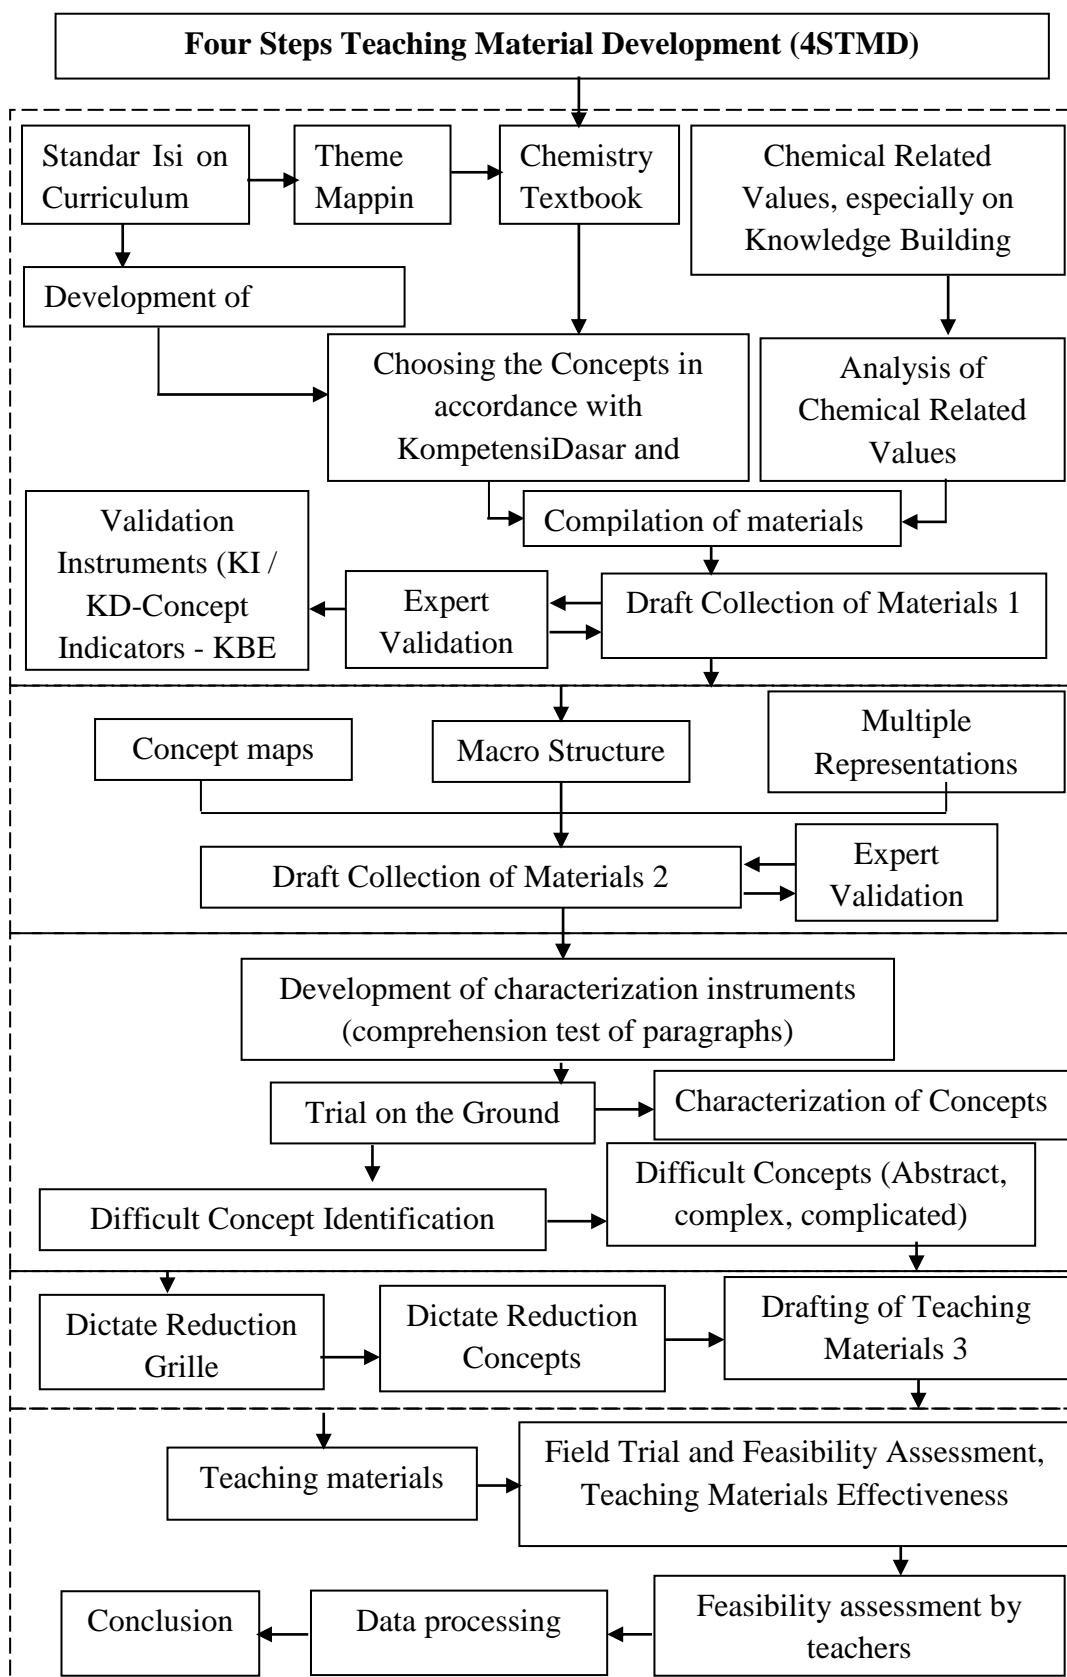 Four Steps Teaching Material Development (4STMD)
Standar Isi on
Curriculum
Theme
Mappin
Chemistry
Textbook
Chemical Related
Values, especially on
Knowledge Building
Development of
Choosing the Concepts in
accordance with
KompetensiDasar and
Analysis of
Chemical Related
Values
Validation
Instruments (KI /
KD-Concept
Indicators - KBE
Compilation of materials
Expert
Validation
Draft Collection of Materials 1
Concept maps
Macro Structure
Multiple
Representations
Draft Collection of Materials 2
Expert
Validation
Development of characterization instruments
(comprehension test of paragraphs)
Trial on the Ground
Characterization of Concepts
Difficult Concept Identification
Difficult Concepts (Abstract,
complex, complicated)
Dictate Reduction
Grille
Dictate Reduction
Concepts
Drafting of Teaching
Materials 3
Teaching materials
Field Trial and Feasibility Assessment,
Teaching Materials Effectiveness
Conclusion
Data processing
Feasibility assessment by
teachers